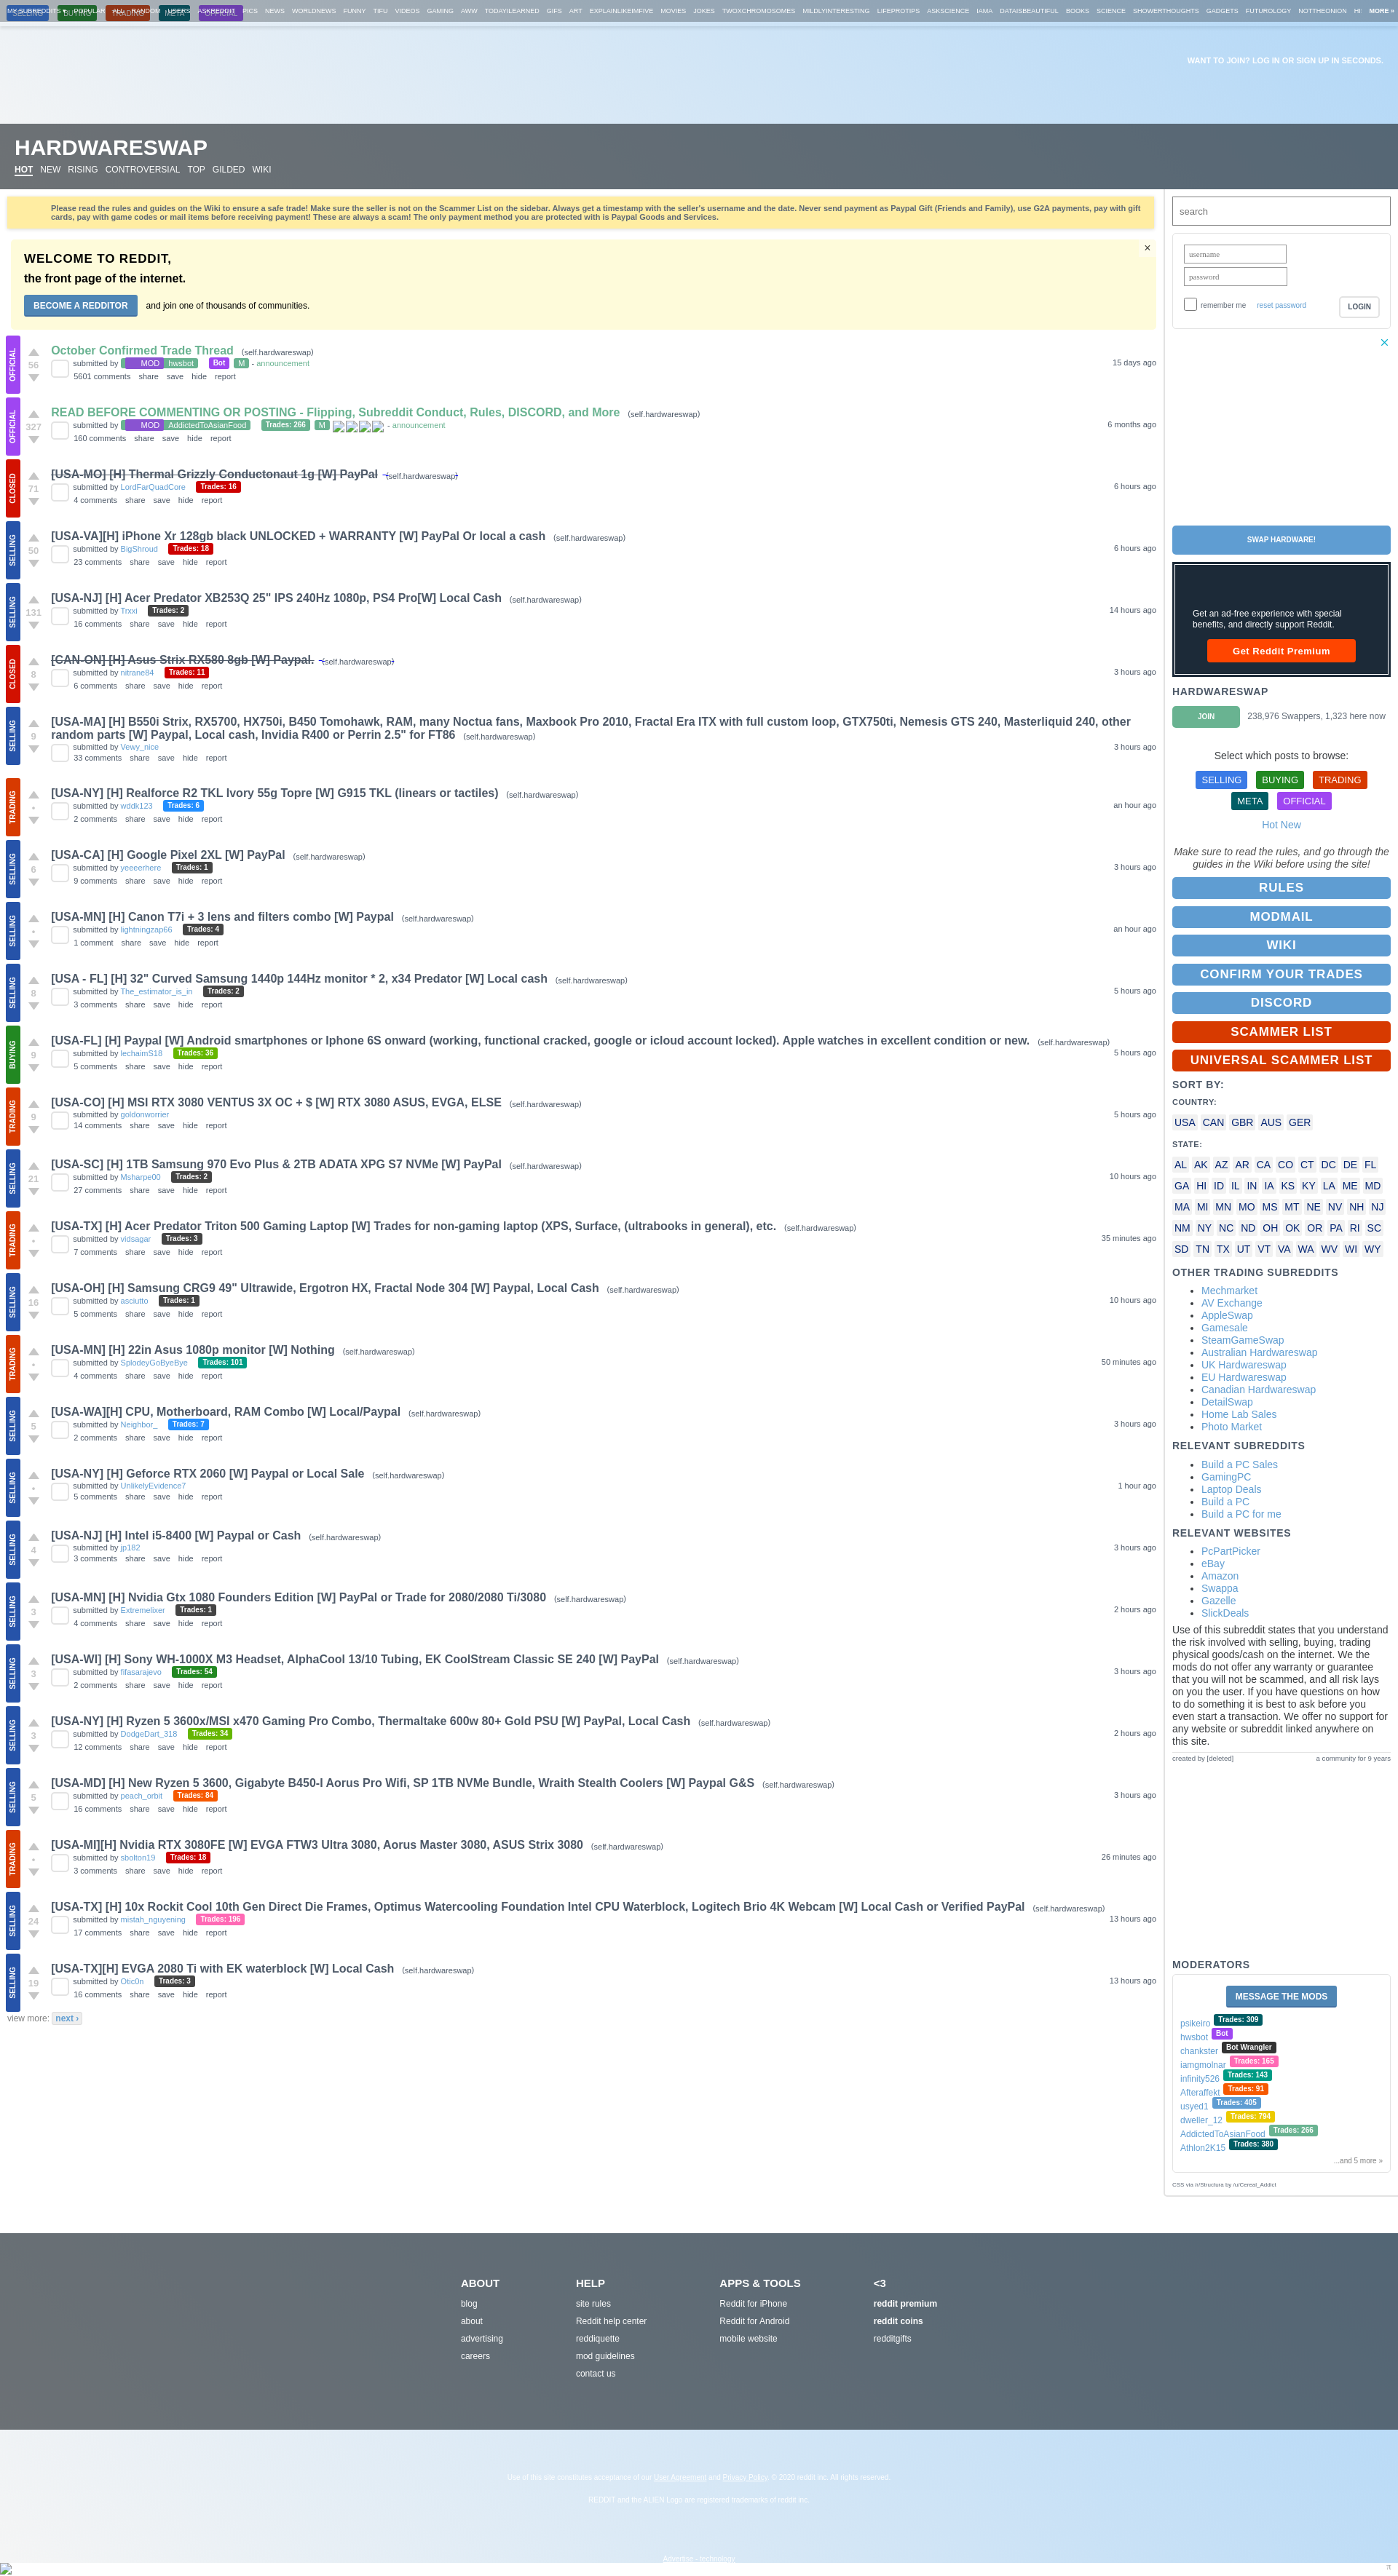 MY SUBREDDITS POPULAR ALL RANDOM USERS ASKREDDIT PICS NEWS WORLDNEWS FUNNY TIFU VIDEOS GAMING AWW TODAYILEARNED GIFS ART EXPLAINLIKEIMFIVE MOVIES JOKES TWOXCHROMOSOMES MILDLYINTERESTING LIFEPROTIPS ASKSCIENCE IAMA DATAISBEAUTIFUL BOOKS SCIENCE SHOWERTHOUGHTS GADGETS FUTUROLOGY NOTTHEONION MORE »
SELLING BUYING TRADING META OFFICIAL
WANT TO JOIN? LOG IN OR SIGN UP IN SECONDS.
HARDWARESWAP
HOT NEW RISING CONTROVERSIAL TOP GILDED WIKI
Please read the rules and guides on the Wiki to ensure a safe trade! Make sure the seller is not on the Scammer List on the sidebar. Always get a timestamp with the seller's username and the date. Never send payment as Paypal Gift (Friends and Family), use G2A payments, pay with gift
cards, pay with game codes or mail items before receiving payment! These are always a scam! The only payment method you are protected with is Paypal Goods and Services.
WELCOME TO REDDIT,
the front page of the internet.
BECOME A REDDITOR and join one of thousands of communities.
×
OFFICIAL
56
October Confirmed Trade Thread (self.hardwareswap)
submitted by MOD hwsbot Bot M - announcement 15 days ago
5601 comments share save hide report
OFFICIAL
327
READ BEFORE COMMENTING OR POSTING - Flipping, Subreddit Conduct, Rules, DISCORD, and More (self.hardwareswap)
submitted by MOD AddictedToAsianFood Trades: 266 M - announcement 6 months ago
160 comments share save hide report
CLOSED
71
[USA-MO] [H] Thermal Grizzly Conductonaut 1g [W] PayPal (self.hardwareswap)
submitted by LordFarQuadCore Trades: 16 6 hours ago
4 comments share save hide report
SELLING
50
[USA-VA][H] iPhone Xr 128gb black UNLOCKED + WARRANTY [W] PayPal Or local a cash (self.hardwareswap)
submitted by BigShroud Trades: 18 6 hours ago
23 comments share save hide report
SELLING
131
[USA-NJ] [H] Acer Predator XB253Q 25" IPS 240Hz 1080p, PS4 Pro[W] Local Cash (self.hardwareswap)
submitted by Trxxi Trades: 2 14 hours ago
16 comments share save hide report
CLOSED
8
[CAN-ON] [H] Asus Strix RX580 8gb [W] Paypal. (self.hardwareswap)
submitted by nitrane84 Trades: 11 3 hours ago
6 comments share save hide report
SELLING
9
[USA-MA] [H] B550i Strix, RX5700, HX750i, B450 Tomohawk, RAM, many Noctua fans, Maxbook Pro 2010, Fractal Era ITX with full custom loop, GTX750ti, Nemesis GTS 240, Masterliquid 240, other
random parts [W] Paypal, Local cash, Invidia R400 or Perrin 2.5" for FT86 (self.hardwareswap)
submitted by Vewy_nice 3 hours ago
33 comments share save hide report
TRADING
•
[USA-NY] [H] Realforce R2 TKL Ivory 55g Topre [W] G915 TKL (linears or tactiles) (self.hardwareswap)
submitted by wddk123 Trades: 6 an hour ago
2 comments share save hide report
SELLING
6
[USA-CA] [H] Google Pixel 2XL [W] PayPal (self.hardwareswap)
submitted by yeeeerhere Trades: 1 3 hours ago
9 comments share save hide report
SELLING
•
[USA-MN] [H] Canon T7i + 3 lens and filters combo [W] Paypal (self.hardwareswap)
submitted by lightningzap66 Trades: 4 an hour ago
1 comment share save hide report
SELLING
8
[USA - FL] [H] 32" Curved Samsung 1440p 144Hz monitor * 2, x34 Predator [W] Local cash (self.hardwareswap)
submitted by The_estimator_is_in Trades: 2 5 hours ago
3 comments share save hide report
BUYING
9
[USA-FL] [H] Paypal [W] Android smartphones or Iphone 6S onward (working, functional cracked, google or icloud account locked). Apple watches in excellent condition or new. (self.hardwareswap)
submitted by lechaimS18 Trades: 36 5 hours ago
5 comments share save hide report
TRADING
9
[USA-CO] [H] MSI RTX 3080 VENTUS 3X OC + $ [W] RTX 3080 ASUS, EVGA, ELSE (self.hardwareswap)
submitted by goldonworrier 5 hours ago
14 comments share save hide report
SELLING
21
[USA-SC] [H] 1TB Samsung 970 Evo Plus & 2TB ADATA XPG S7 NVMe [W] PayPal (self.hardwareswap)
submitted by Msharpe00 Trades: 2 10 hours ago
27 comments share save hide report
TRADING
•
[USA-TX] [H] Acer Predator Triton 500 Gaming Laptop [W] Trades for non-gaming laptop (XPS, Surface, (ultrabooks in general), etc. (self.hardwareswap)
submitted by vidsagar Trades: 3 35 minutes ago
7 comments share save hide report
SELLING
16
[USA-OH] [H] Samsung CRG9 49" Ultrawide, Ergotron HX, Fractal Node 304 [W] Paypal, Local Cash (self.hardwareswap)
submitted by asciutto Trades: 1 10 hours ago
5 comments share save hide report
TRADING
•
[USA-MN] [H] 22in Asus 1080p monitor [W] Nothing (self.hardwareswap)
submitted by SplodeyGoByeBye Trades: 101 50 minutes ago
4 comments share save hide report
SELLING
5
[USA-WA][H] CPU, Motherboard, RAM Combo [W] Local/Paypal (self.hardwareswap)
submitted by Neighbor_ Trades: 7 3 hours ago
2 comments share save hide report
SELLING
•
[USA-NY] [H] Geforce RTX 2060 [W] Paypal or Local Sale (self.hardwareswap)
submitted by UnlikelyEvidence7 1 hour ago
5 comments share save hide report
SELLING
4
[USA-NJ] [H] Intel i5-8400 [W] Paypal or Cash (self.hardwareswap)
submitted by jp182 3 hours ago
3 comments share save hide report
SELLING
3
[USA-MN] [H] Nvidia Gtx 1080 Founders Edition [W] PayPal or Trade for 2080/2080 Ti/3080 (self.hardwareswap)
submitted by Extremelixer Trades: 1 2 hours ago
4 comments share save hide report
SELLING
3
[USA-WI] [H] Sony WH-1000X M3 Headset, AlphaCool 13/10 Tubing, EK CoolStream Classic SE 240 [W] PayPal (self.hardwareswap)
submitted by fifasarajevo Trades: 54 3 hours ago
2 comments share save hide report
SELLING
3
[USA-NY] [H] Ryzen 5 3600x/MSI x470 Gaming Pro Combo, Thermaltake 600w 80+ Gold PSU [W] PayPal, Local Cash (self.hardwareswap)
submitted by DodgeDart_318 Trades: 34 2 hours ago
12 comments share save hide report
SELLING
5
[USA-MD] [H] New Ryzen 5 3600, Gigabyte B450-I Aorus Pro Wifi, SP 1TB NVMe Bundle, Wraith Stealth Coolers [W] Paypal G&S (self.hardwareswap)
submitted by peach_orbit Trades: 84 3 hours ago
16 comments share save hide report
TRADING
•
[USA-MI][H] Nvidia RTX 3080FE [W] EVGA FTW3 Ultra 3080, Aorus Master 3080, ASUS Strix 3080 (self.hardwareswap)
submitted by sbolton19 Trades: 18 26 minutes ago
3 comments share save hide report
SELLING
24
[USA-TX] [H] 10x Rockit Cool 10th Gen Direct Die Frames, Optimus Watercooling Foundation Intel CPU Waterblock, Logitech Brio 4K Webcam [W] Local Cash or Verified PayPal (self.hardwareswap)
submitted by mistah_nguyening Trades: 196 13 hours ago
17 comments share save hide report
SELLING
19
[USA-TX][H] EVGA 2080 Ti with EK waterblock [W] Local Cash (self.hardwareswap)
submitted by Otic0n Trades: 3 13 hours ago
16 comments share save hide report
view more: next ›
search
username
password
remember me reset password LOGIN
SWAP HARDWARE!
Get an ad-free experience with special
benefits, and directly support Reddit.
Get Reddit Premium
HARDWARESWAP
JOIN 238,976 Swappers, 1,323 here now
Select which posts to browse:
SELLING BUYING TRADING
META OFFICIAL
Hot New
Make sure to read the rules, and go through the
guides in the Wiki before using the site!
RULES
MODMAIL
WIKI
CONFIRM YOUR TRADES
DISCORD
SCAMMER LIST
UNIVERSAL SCAMMER LIST
SORT BY:
COUNTRY:
USA CAN GBR AUS GER
STATE:
AL AK AZ AR CA CO CT DC DE FL
GA HI ID IL IN IA KS KY LA ME MD
MA MI MN MO MS MT NE NV NH NJ
NM NY NC ND OH OK OR PA RI SC
SD TN TX UT VT VA WA WV WI WY
OTHER TRADING SUBREDDITS
Mechmarket
AV Exchange
AppleSwap
Gamesale
SteamGameSwap
Australian Hardwareswap
UK Hardwareswap
EU Hardwareswap
Canadian Hardwareswap
DetailSwap
Home Lab Sales
Photo Market
RELEVANT SUBREDDITS
Build a PC Sales
GamingPC
Laptop Deals
Build a PC
Build a PC for me
RELEVANT WEBSITES
PcPartPicker
eBay
Amazon
Swappa
Gazelle
SlickDeals
Use of this subreddit states that you understand
the risk involved with selling, buying, trading
physical goods/cash on the internet. We the
mods do not offer any warranty or guarantee
that you will not be scammed, and all risk lays
on you the user. If you have questions on how
to do something it is best to ask before you
even start a transaction. We offer no support for
any website or subreddit linked anywhere on
this site.
created by [deleted] a community for 9 years
MODERATORS
MESSAGE THE MODS
psikeiro Trades: 309
hwsbot Bot
chankster Bot Wrangler
iamgmolnar Trades: 165
infinity526 Trades: 143
Afteraffekt Trades: 91
usyed1 Trades: 405
dweller_12 Trades: 794
AddictedToAsianFood Trades: 266
Athlon2K15 Trades: 380
...and 5 more »
CSS via /r/Structura by /u/Cereal_Addict
ABOUT
blog
about
advertising
careers
HELP
site rules
Reddit help center
reddiquette
mod guidelines
contact us
APPS & TOOLS
Reddit for iPhone
Reddit for Android
mobile website
<3
reddit premium
reddit coins
redditgifts
Use of this site constitutes acceptance of our User Agreement and Privacy Policy. © 2020 reddit inc. All rights reserved.
REDDIT and the ALIEN Logo are registered trademarks of reddit inc.
Advertise - technology
π